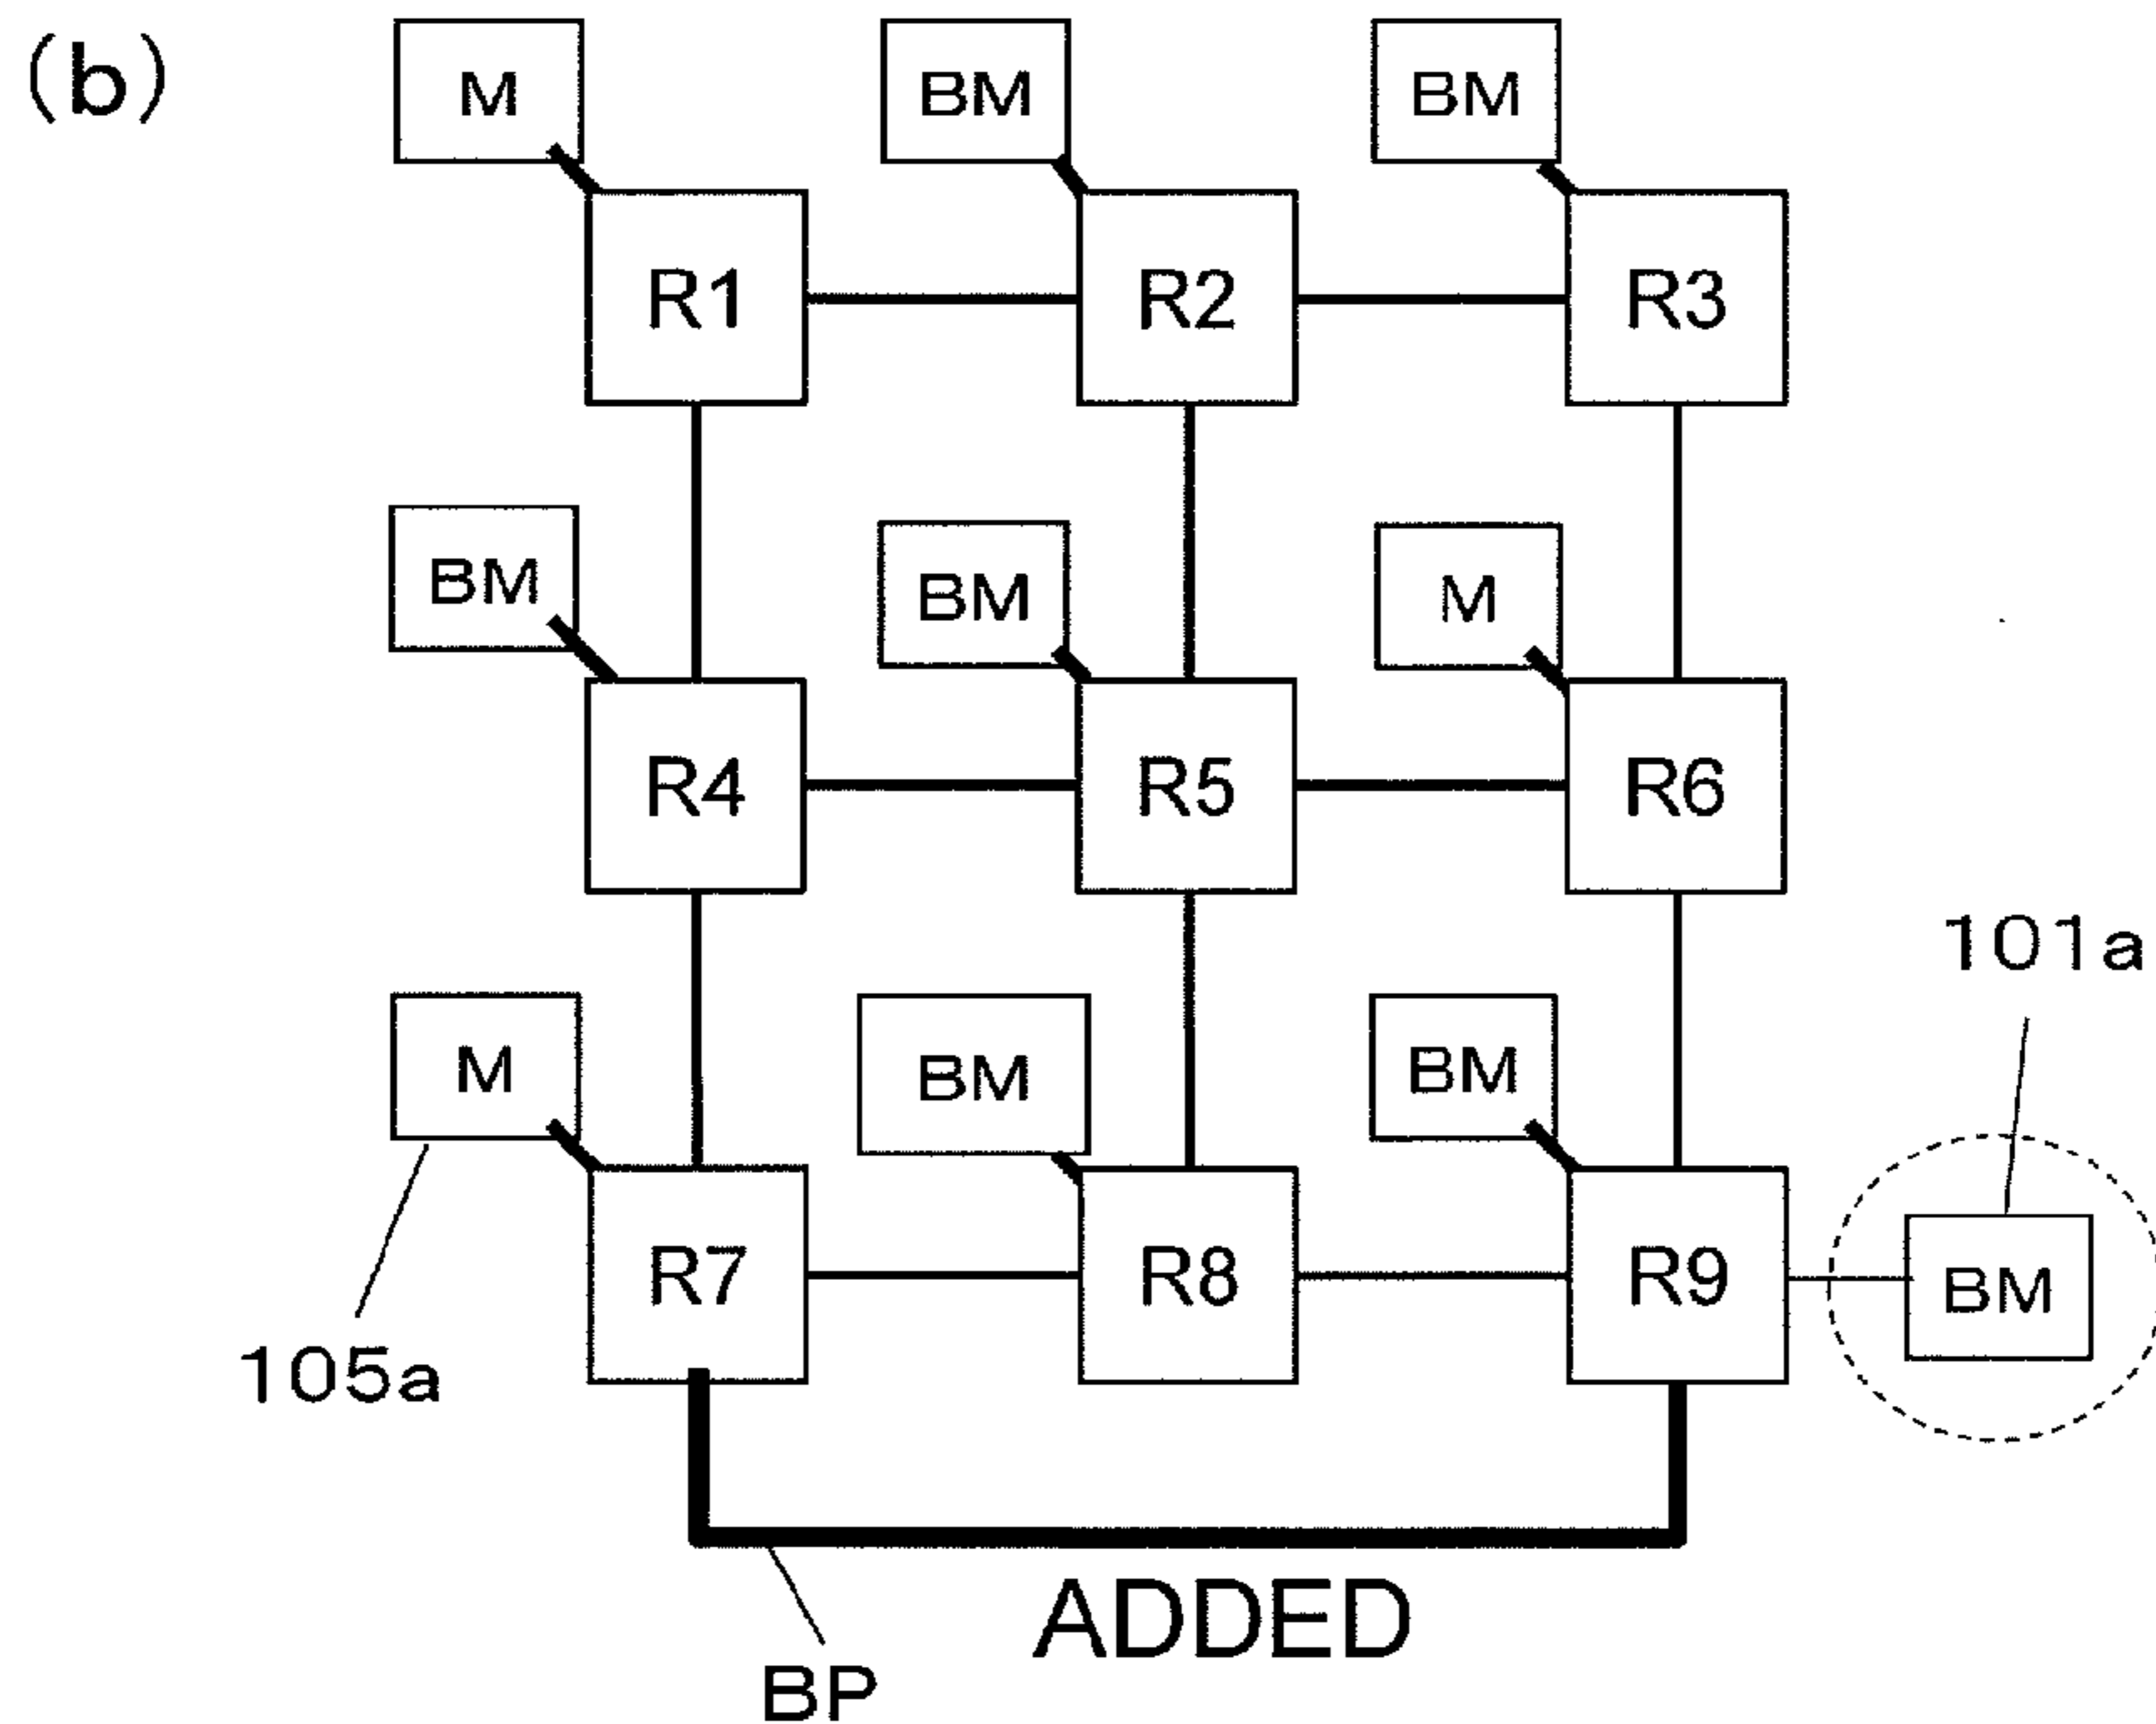 (b)
M BM BM
R1 R2 R3
BM BM M
R4 R5 R6
101a
M BM BM
R7 R8 R9 BM
105a
ADDED
BP